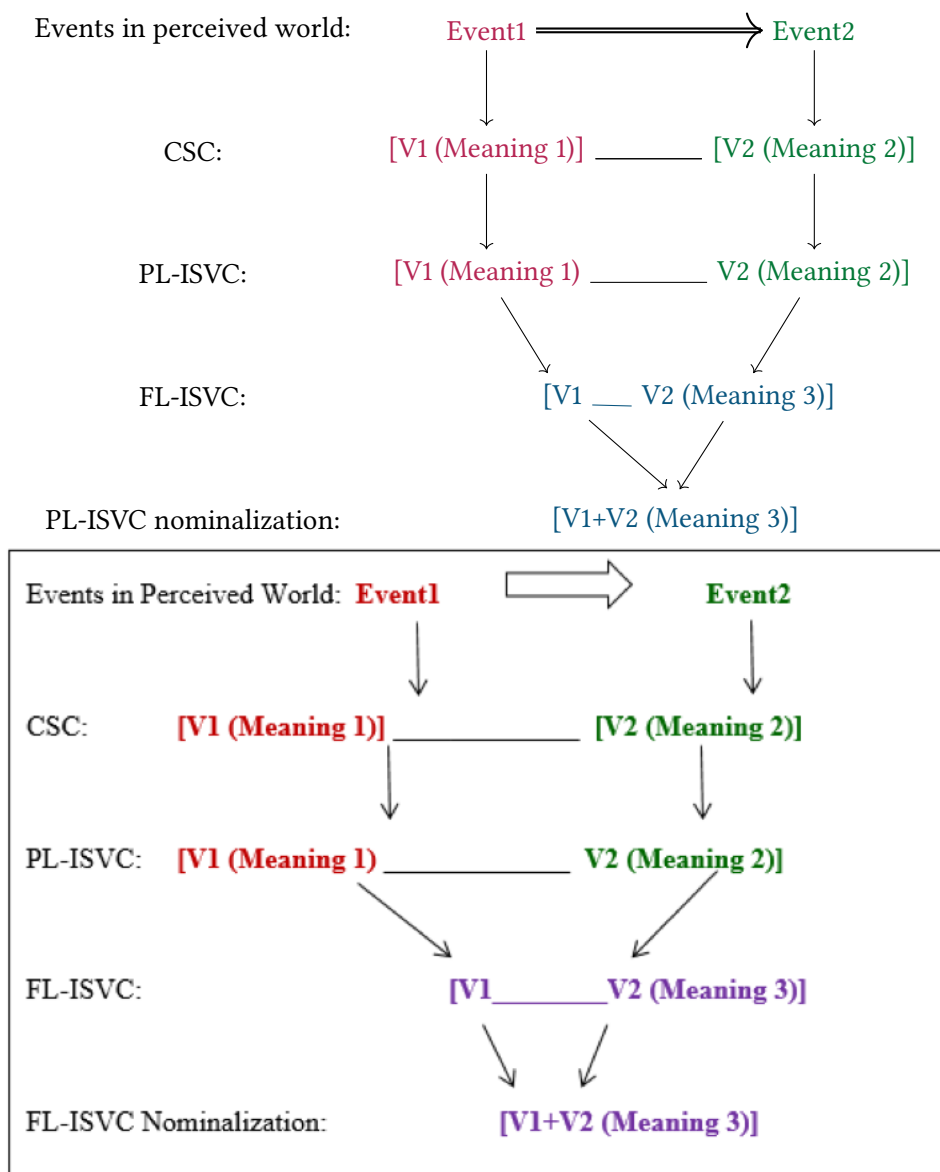 Events in perceived world: Event1 Event2
CSC: [V1 (Meaning 1)] [V2 (Meaning 2)]
PL-ISVC: [V1 (Meaning 1) V2 (Meaning 2)]
FL-ISVC: [V1 __ V2 (Meaning 3)]
PL-ISVC nominalization: [V1+V2 (Meaning 3)]
Events in Perceived World: Event1 Event2
CSC: [V1 (Meaning 1)] [V2 (Meaning 2)]
PL-ISVC: [V1 (Meaning 1) V2 (Meaning 2)]
FL-ISVC: [V1 V2 (Meaning 3)]
FL-ISVC Nominalization: [V1+V2 (Meaning 3)]